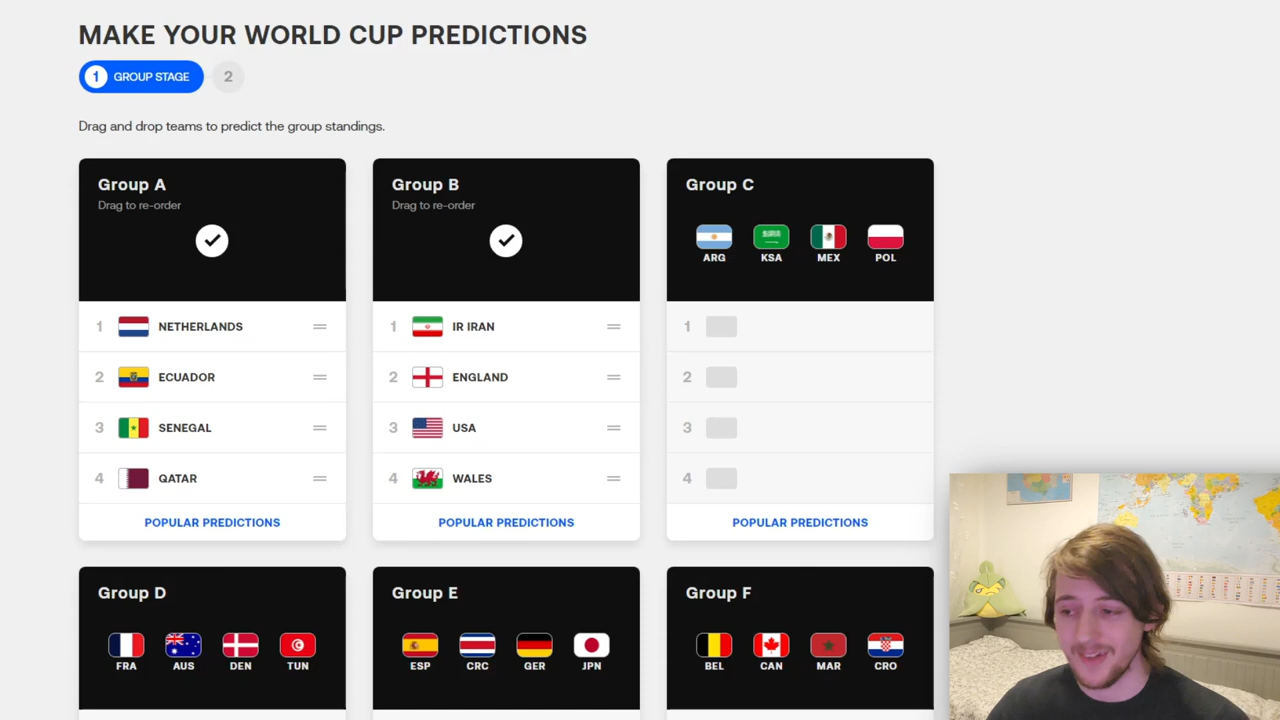 MAKE YOUR WORLD CUP PREDICTIONS
1 GROUP STAGE 2
Drag and drop teams to predict the group standings.
Group A
Drag to re-order
1 NETHERLANDS
2 ECUADOR
3 SENEGAL
4 QATAR
POPULAR PREDICTIONS
Group B
Drag to re-order
1 IR IRAN
2 ENGLAND
3 USA
4 WALES
POPULAR PREDICTIONS
Group C
ARG KSA MEX POL
1
2
3
4
POPULAR PREDICTIONS
Group D
FRA AUS DEN TUN
Group E
ESP CRC GER JPN
Group F
BEL CAN MAR CRO